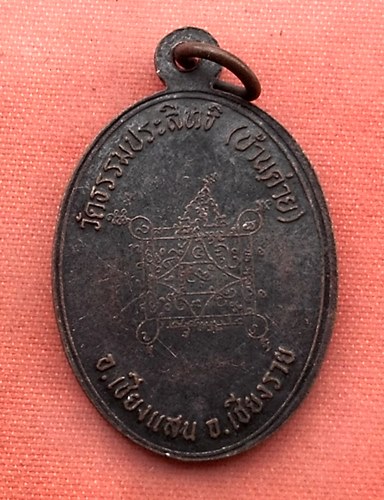 วัดธรรมประสิทธิ์ (บ้านด่าย)
อ.เชียงแสน จ.เชียงราย